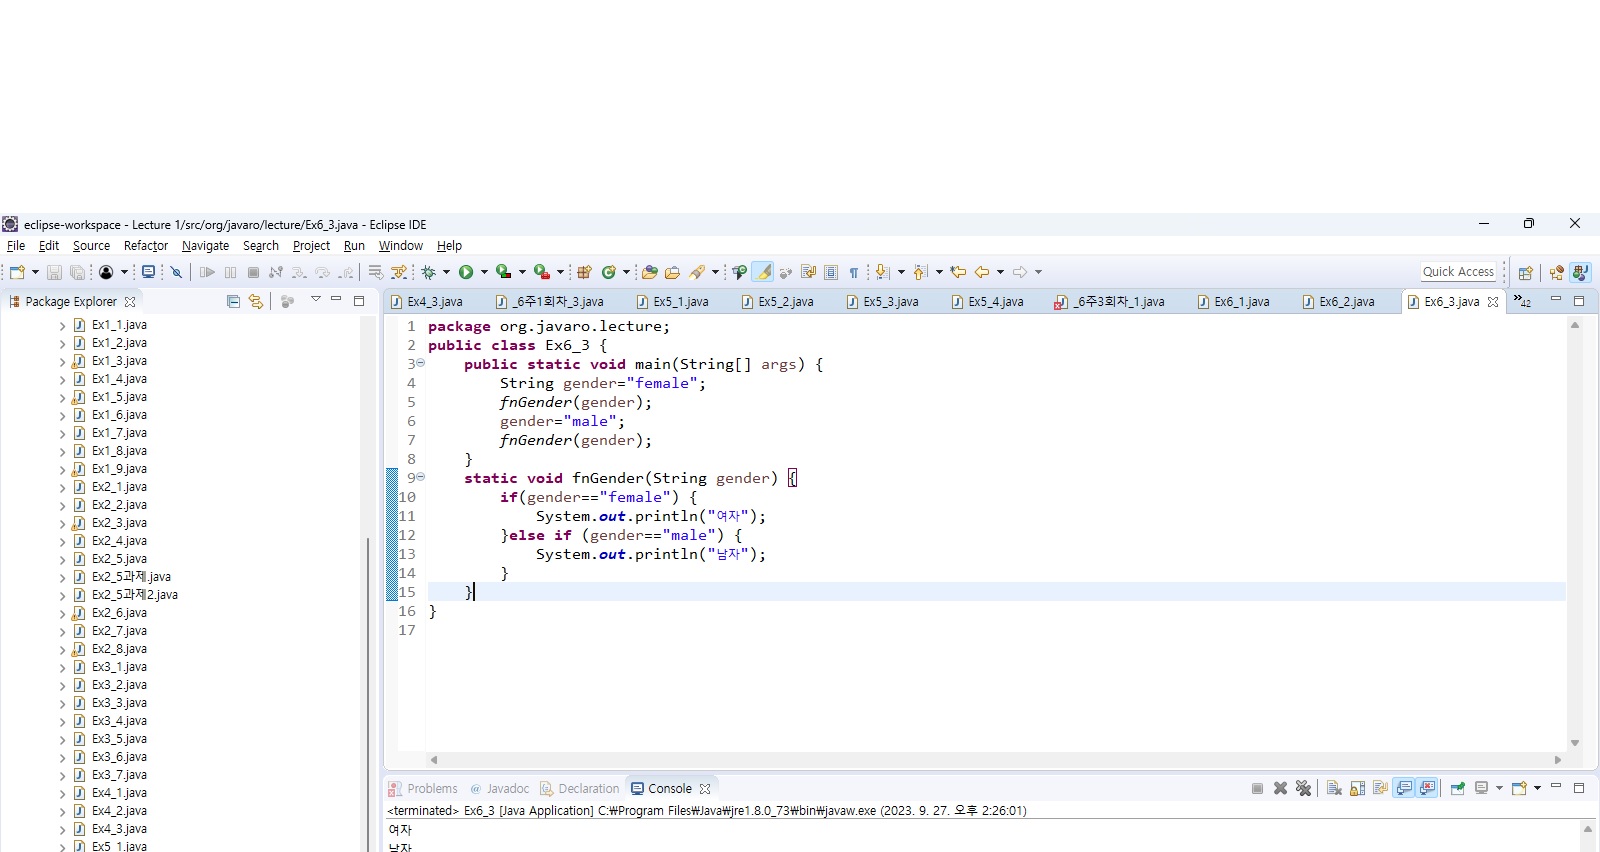 eclipse-workspace - Lecture 1/src/org/javaro/lecture/Ex6_3.java - Eclipse IDE
File Edit Source Refactor Navigate Search Project Run Window Help
Quick Access
Package Explorer
Ex1_1.java
Ex1_2.java
Ex1_3.java
Ex1_4.java
Ex1_5.java
Ex1_6.java
Ex1_7.java
Ex1_8.java
Ex1_9.java
Ex2_1.java
Ex2_2.java
Ex2_3.java
Ex2_4.java
Ex2_5.java
Ex2_5과제.java
Ex2_5과제2.java
Ex2_6.java
Ex2_7.java
Ex2_8.java
Ex3_1.java
Ex3_2.java
Ex3_3.java
Ex3_4.java
Ex3_5.java
Ex3_6.java
Ex3_7.java
Ex4_1.java
Ex4_2.java
Ex4_3.java
Ex5_1.java
Ex4_3.java _6주1회차_3.java Ex5_1.java Ex5_2.java Ex5_3.java Ex5_4.java _6주3회차_1.java Ex6_1.java Ex6_2.java Ex6_3.java »42
1 package org.javaro.lecture;
2 public class Ex6_3 {
3 public static void main(String[] args) {
4 String gender="female";
5 fnGender(gender);
6 gender="male";
7 fnGender(gender);
8 }
9 static void fnGender(String gender) {
10 if(gender=="female") {
11 System.out.println("여자");
12 }else if (gender=="male") {
13 System.out.println("남자");
14 }
15 }
16 }
17
Problems @ Javadoc Declaration Console
<terminated> Ex6_3 [Java Application] C:₩Program Files₩Java₩jre1.8.0_73₩bin₩javaw.exe (2023. 9. 27. 오후 2:26:01)
여자
남자